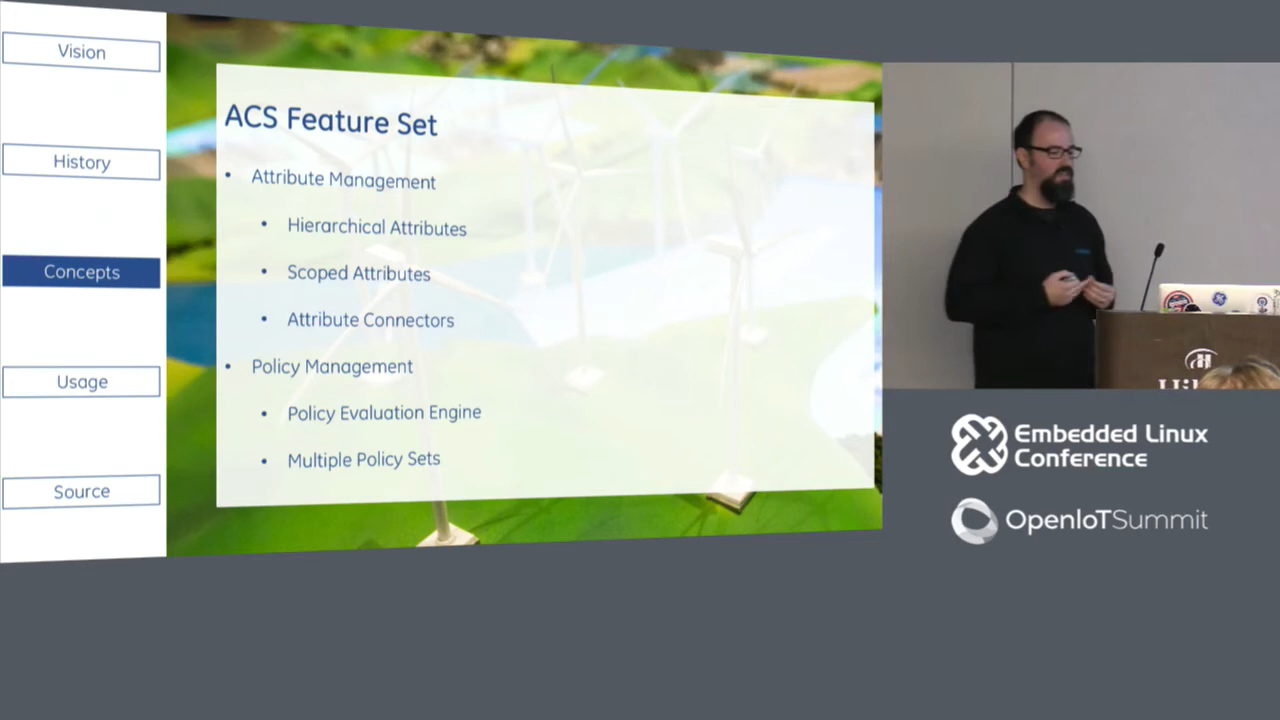 Vision
History
Concepts
Usage
Source
ACS Feature Set
• Attribute Management
• Hierarchical Attributes
• Scoped Attributes
• Attribute Connectors
• Policy Management
• Policy Evaluation Engine
• Multiple Policy Sets
Embedded Linux
Conference
OpenIoTSummit